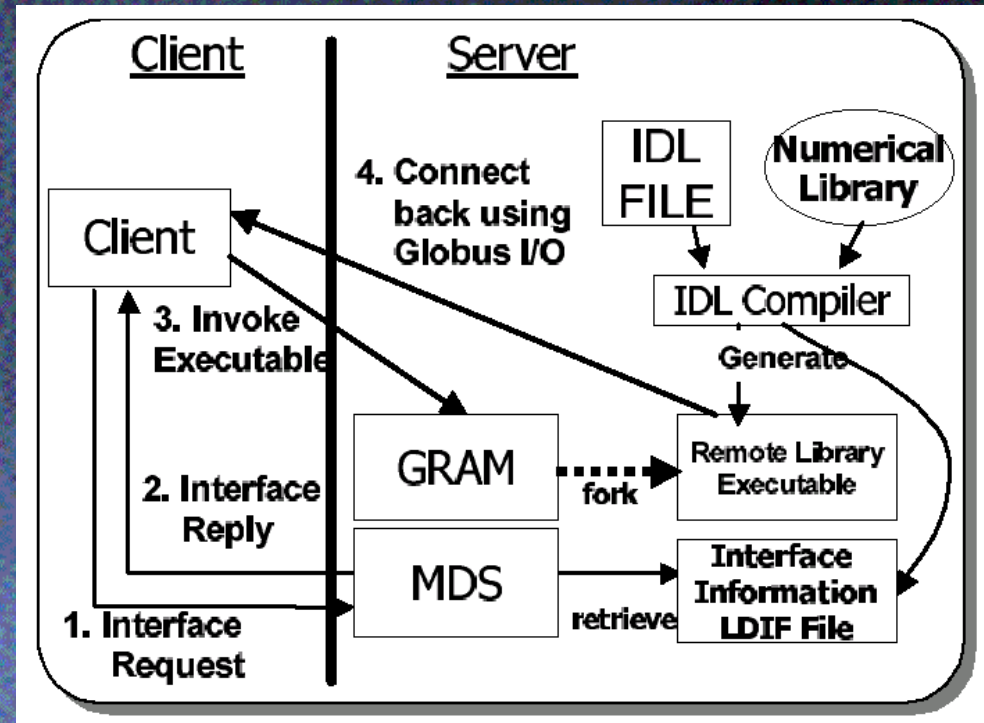 Client
Server
IDL
FILE
Numerical
Library
4. Connect
back using
Globus I/O
Client
IDL Compiler
3. Invoke
Executable
Generate
GRAM
fork
Remote Library
Executable
2. Interface
Reply
MDS
retrieve
Interface
Information
LDIF File
1. Interface
Request